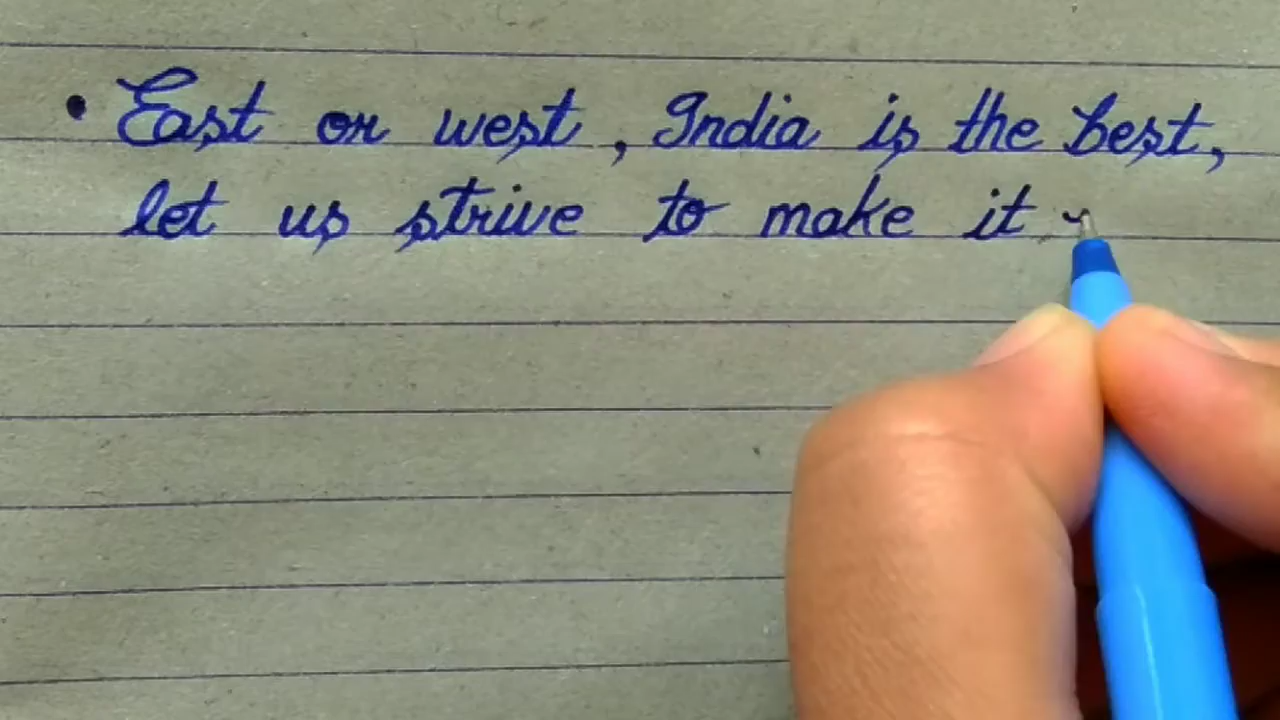 • East or west, India is the best,
let us strive to make it